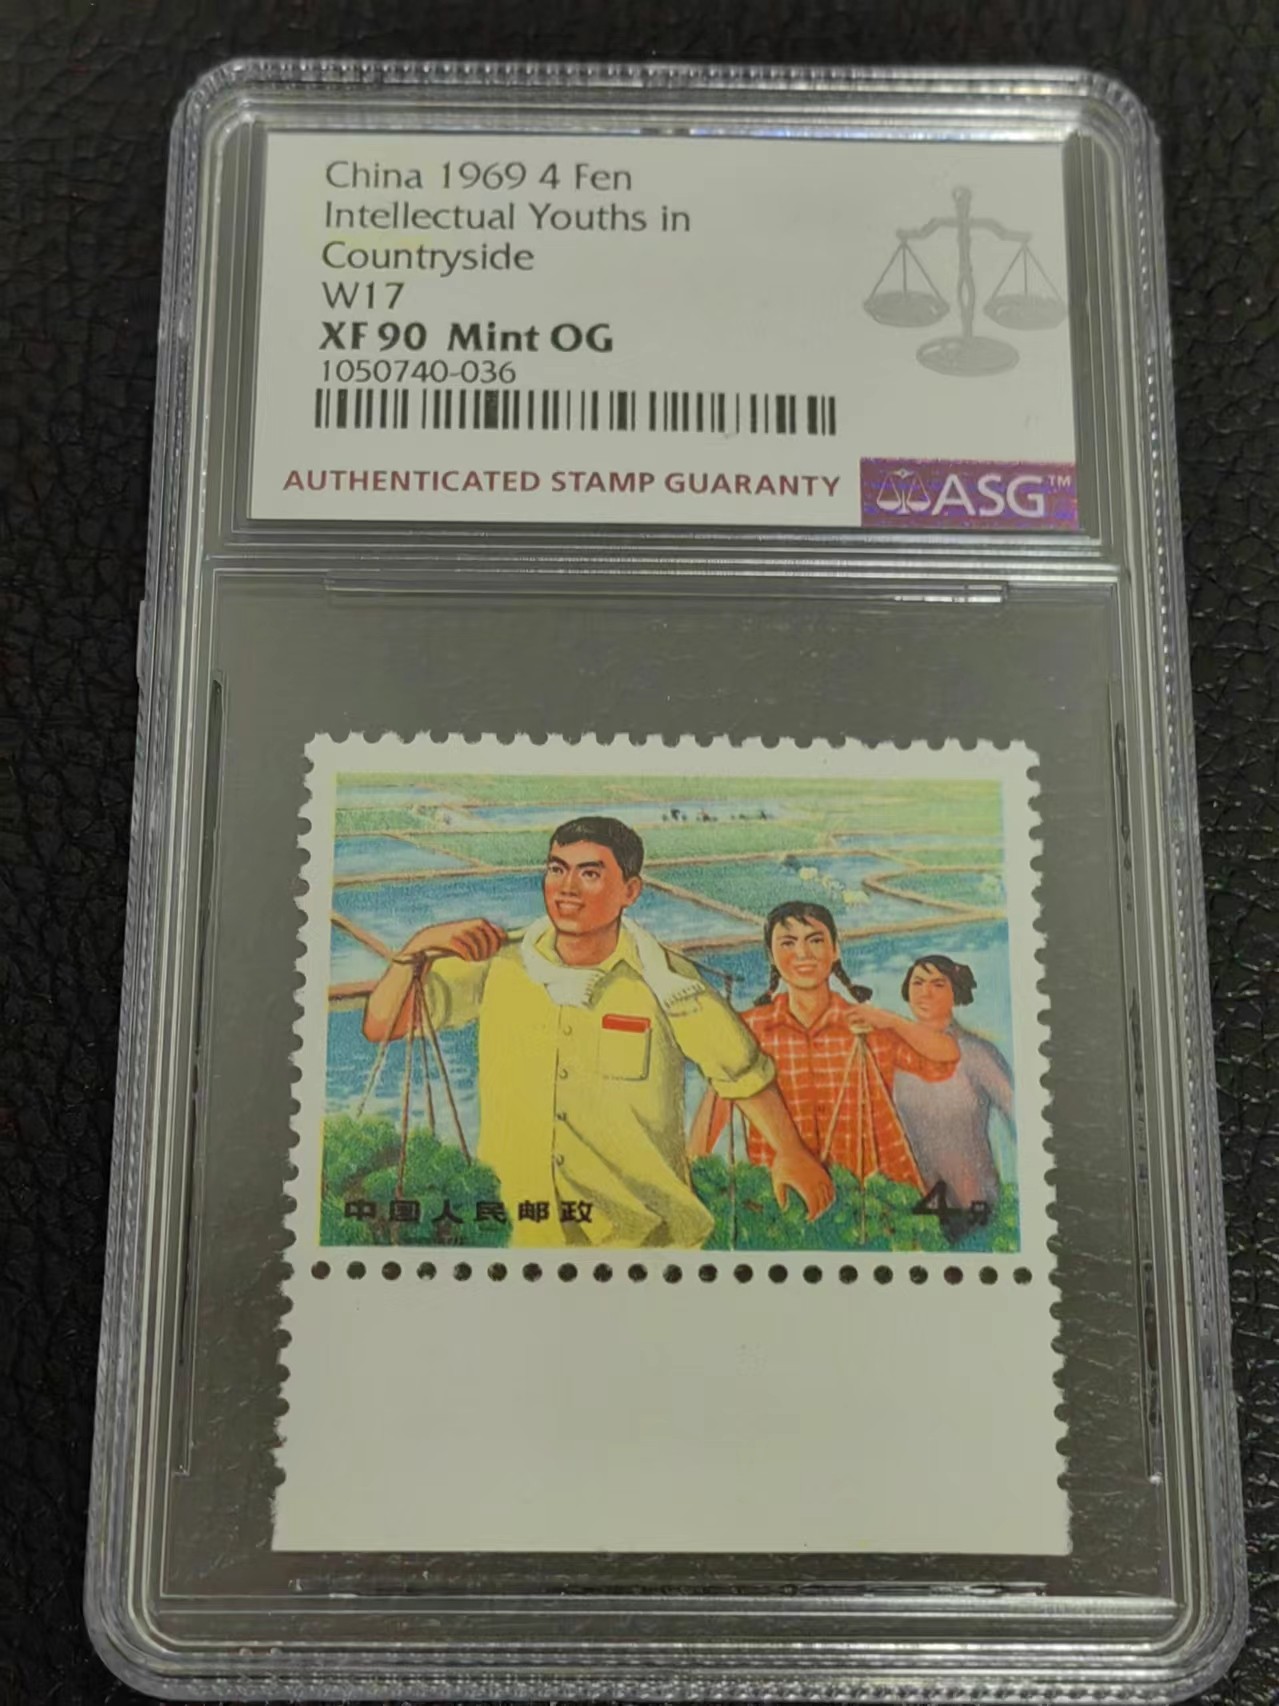 China 1969 4 Fen
Intellectual Youths in
Countryside
W17
XF 90 Mint OG
1050740-036
AUTHENTICATED STAMP GUARANTY
ASG™
中国人民邮政
4分